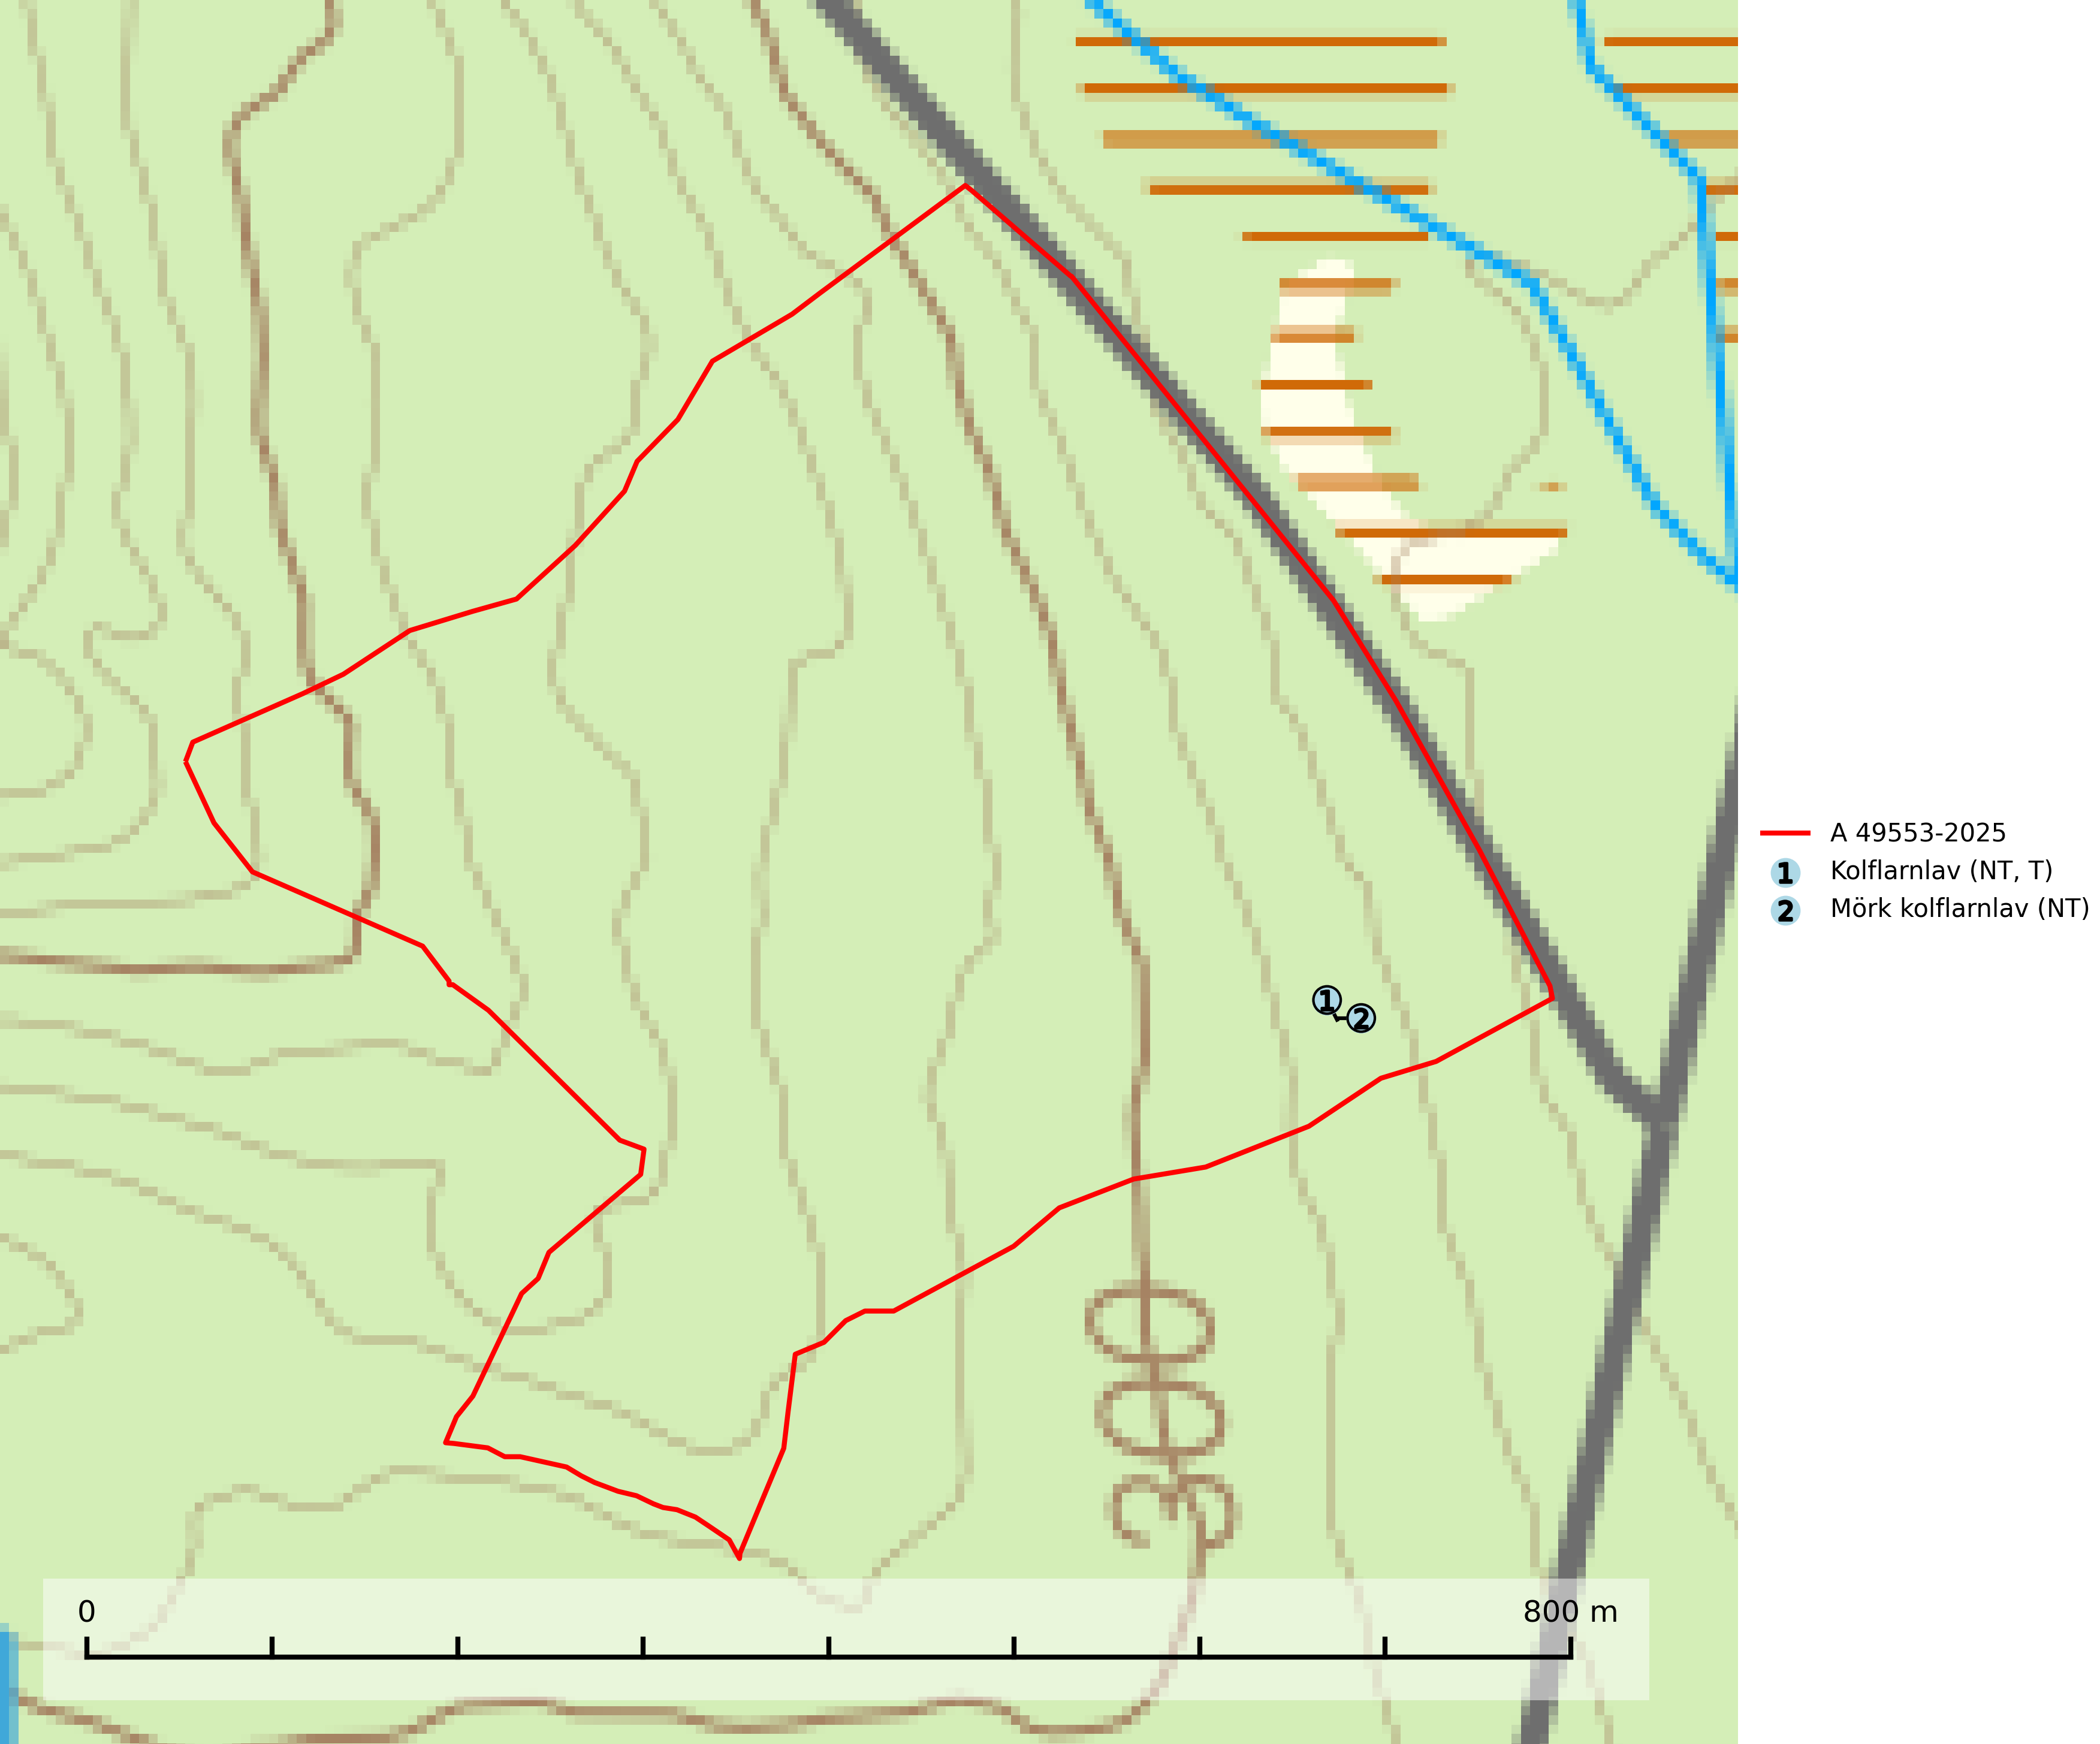 A 49553-2025
1 Kolflarnlav (NT, T)
2 Mörk kolflarnlav (NT)
1
2
300
0
800 m